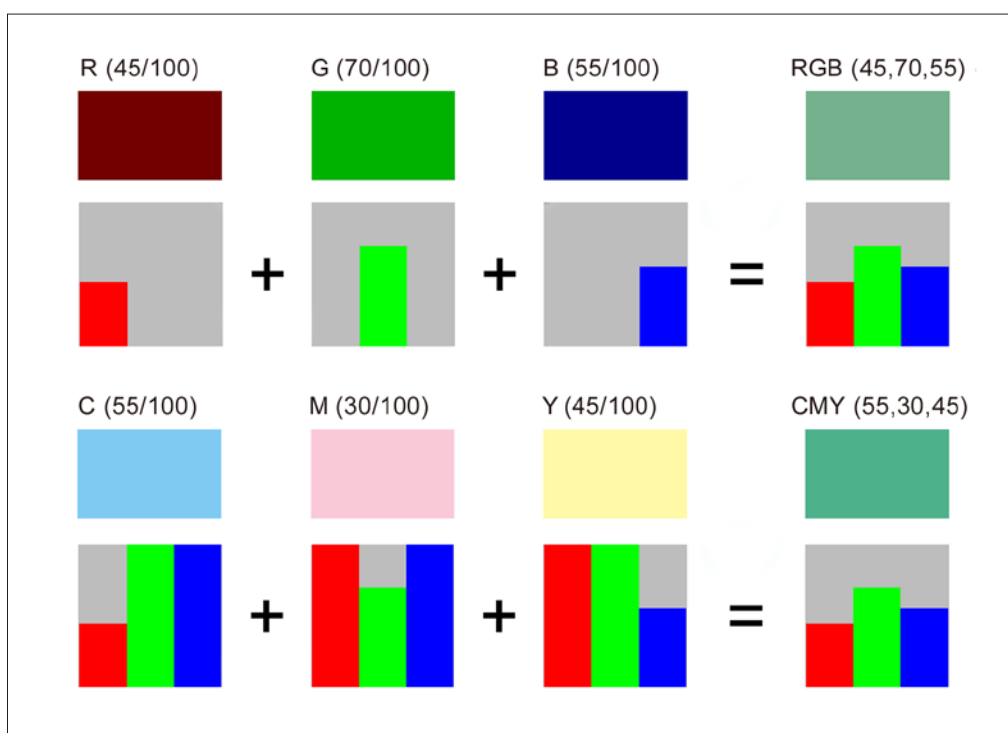 R (45/100) G (70/100) B (55/100) RGB (45,70,55)
+ + =
C (55/100) M (30/100) Y (45/100) CMY (55,30,45)
+ + =